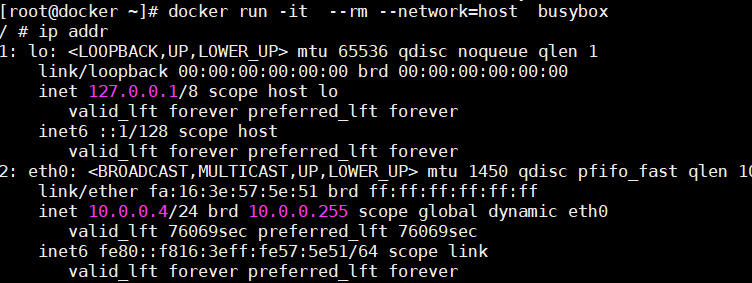 [root@docker ~]# docker run -it  --rm --network=host  busybox
/ # ip addr
1: lo: <LOOPBACK,UP,LOWER_UP> mtu 65536 qdisc noqueue qlen 1
    link/loopback 00:00:00:00:00:00 brd 00:00:00:00:00:00
    inet 127.0.0.1/8 scope host lo
       valid_lft forever preferred_lft forever
    inet6 ::1/128 scope host
       valid_lft forever preferred_lft forever
2: eth0: <BROADCAST,MULTICAST,UP,LOWER_UP> mtu 1450 qdisc pfifo_fast qlen 10
    link/ether fa:16:3e:57:5e:51 brd ff:ff:ff:ff:ff:ff
    inet 10.0.0.4/24 brd 10.0.0.255 scope global dynamic eth0
       valid_lft 76069sec preferred_lft 76069sec
    inet6 fe80::f816:3eff:fe57:5e51/64 scope link
       valid_lft forever preferred_lft forever